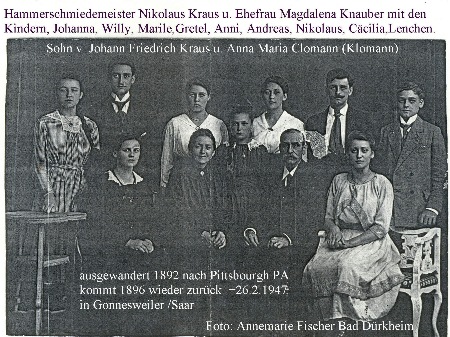 Hammerschmiedemeister Nikolaus Kraus u. Ehefrau Magdalena Knauber mit den
Kindern, Johanna, Willy, Marile,Gretel, Anni, Andreas, Nikolaus, Cäcilia,Lenchen.
Sohn v Johann Friedrich Kraus u. Anna Maria Clomann (Klomann)
ausgewandert 1892 nach Pittsbourgh PA
kommt 1896 wieder zurück +26.2.1947
in Gonnesweiler /Saar
Foto: Annemarie Fischer Bad Dürkheim